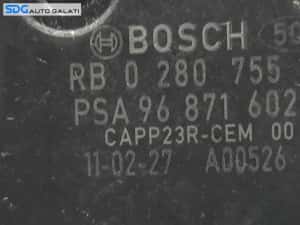 SDG AUTO GALATI
BOSCH 50
RB 0 280 755
PSA 96 871 602
CAPP23R-CEM 00
11-02-27 A00526